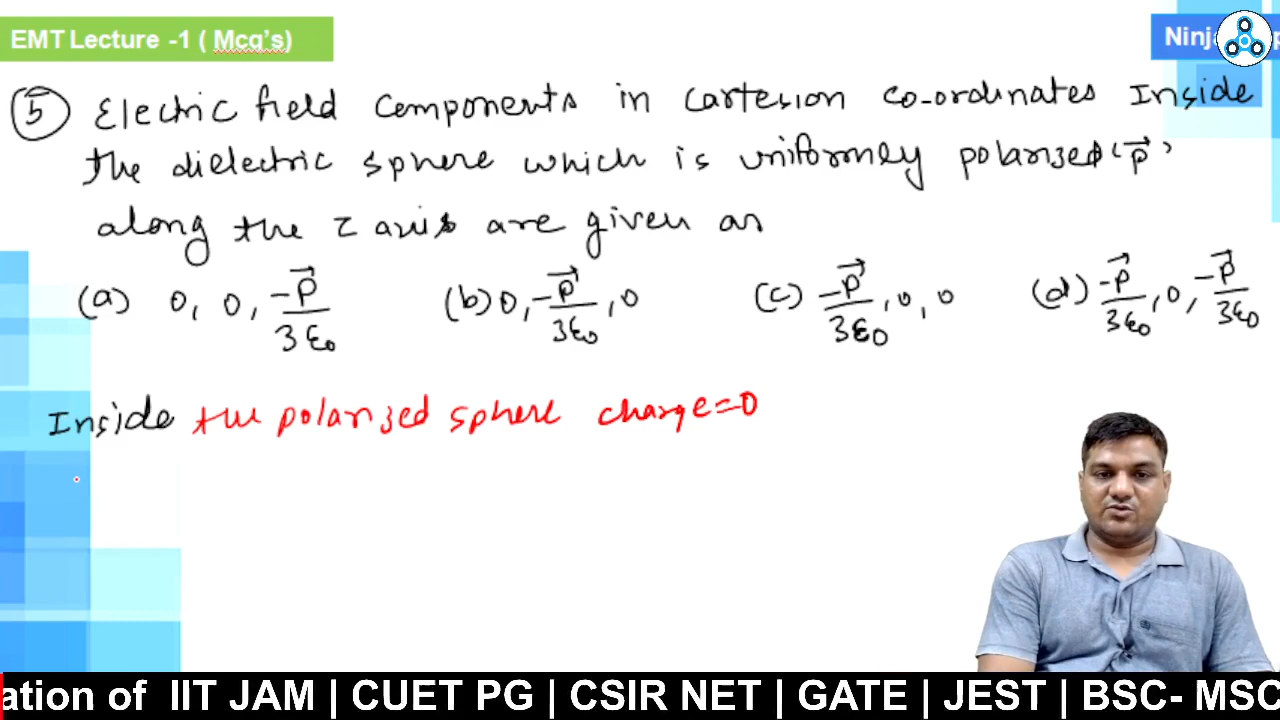 EMT Lecture -1 ( Mcq's)
Ninj
(5) Electric field components in cartesion co-ordinates Inside
the dielectric sphere which is uniformly polarized (P⃗)
along the z axis are given as
(a) 0, 0, -P⃗/3ε₀ (b) 0, -P⃗/3ε₀, 0 (c) -P⃗/3ε₀, 0, 0 (d) -P⃗/3ε₀, 0, -P⃗/3ε₀
Inside the polarized sphere charge=0
ation of IIT JAM | CUET PG | CSIR NET | GATE | JEST | BSC- MSC